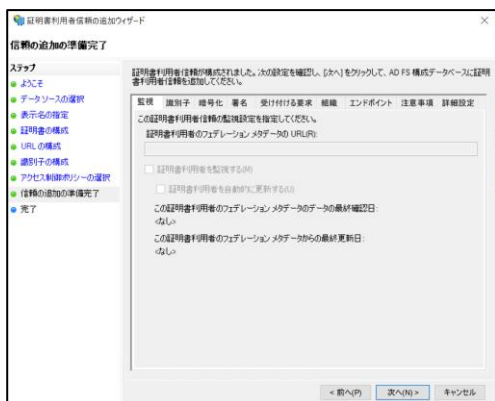 証明書利用者信頼の追加ウィザード
信頼の追加の準備完了
ステップ
ようこそ
データ ソースの選択
表示名の指定
証明書の構成
URL の構成
識別子の構成
アクセス制御ポリシーの選択
信頼の追加の準備完了
完了
証明書利用者信頼が構成されました。次の設定を確認し、[次へ] をクリックして、AD FS 構成データベースに証明
書利用者信頼を追加してください。
監視 識別子 暗号化 署名 受け付ける要求 組織 エンドポイント 注意事項 詳細設定
この証明書利用者信頼の監視設定を指定してください。
証明書利用者のフェデレーション メタデータの URL(R):
証明書利用者を監視する(M)
証明書利用者を自動的に更新する(U)
この証明書利用者のフェデレーション メタデータのデータの最終確認日:
<なし>
この証明書利用者のフェデレーション メタデータからの最終更新日:
<なし>
< 前へ(P) 次へ(N) > キャンセル